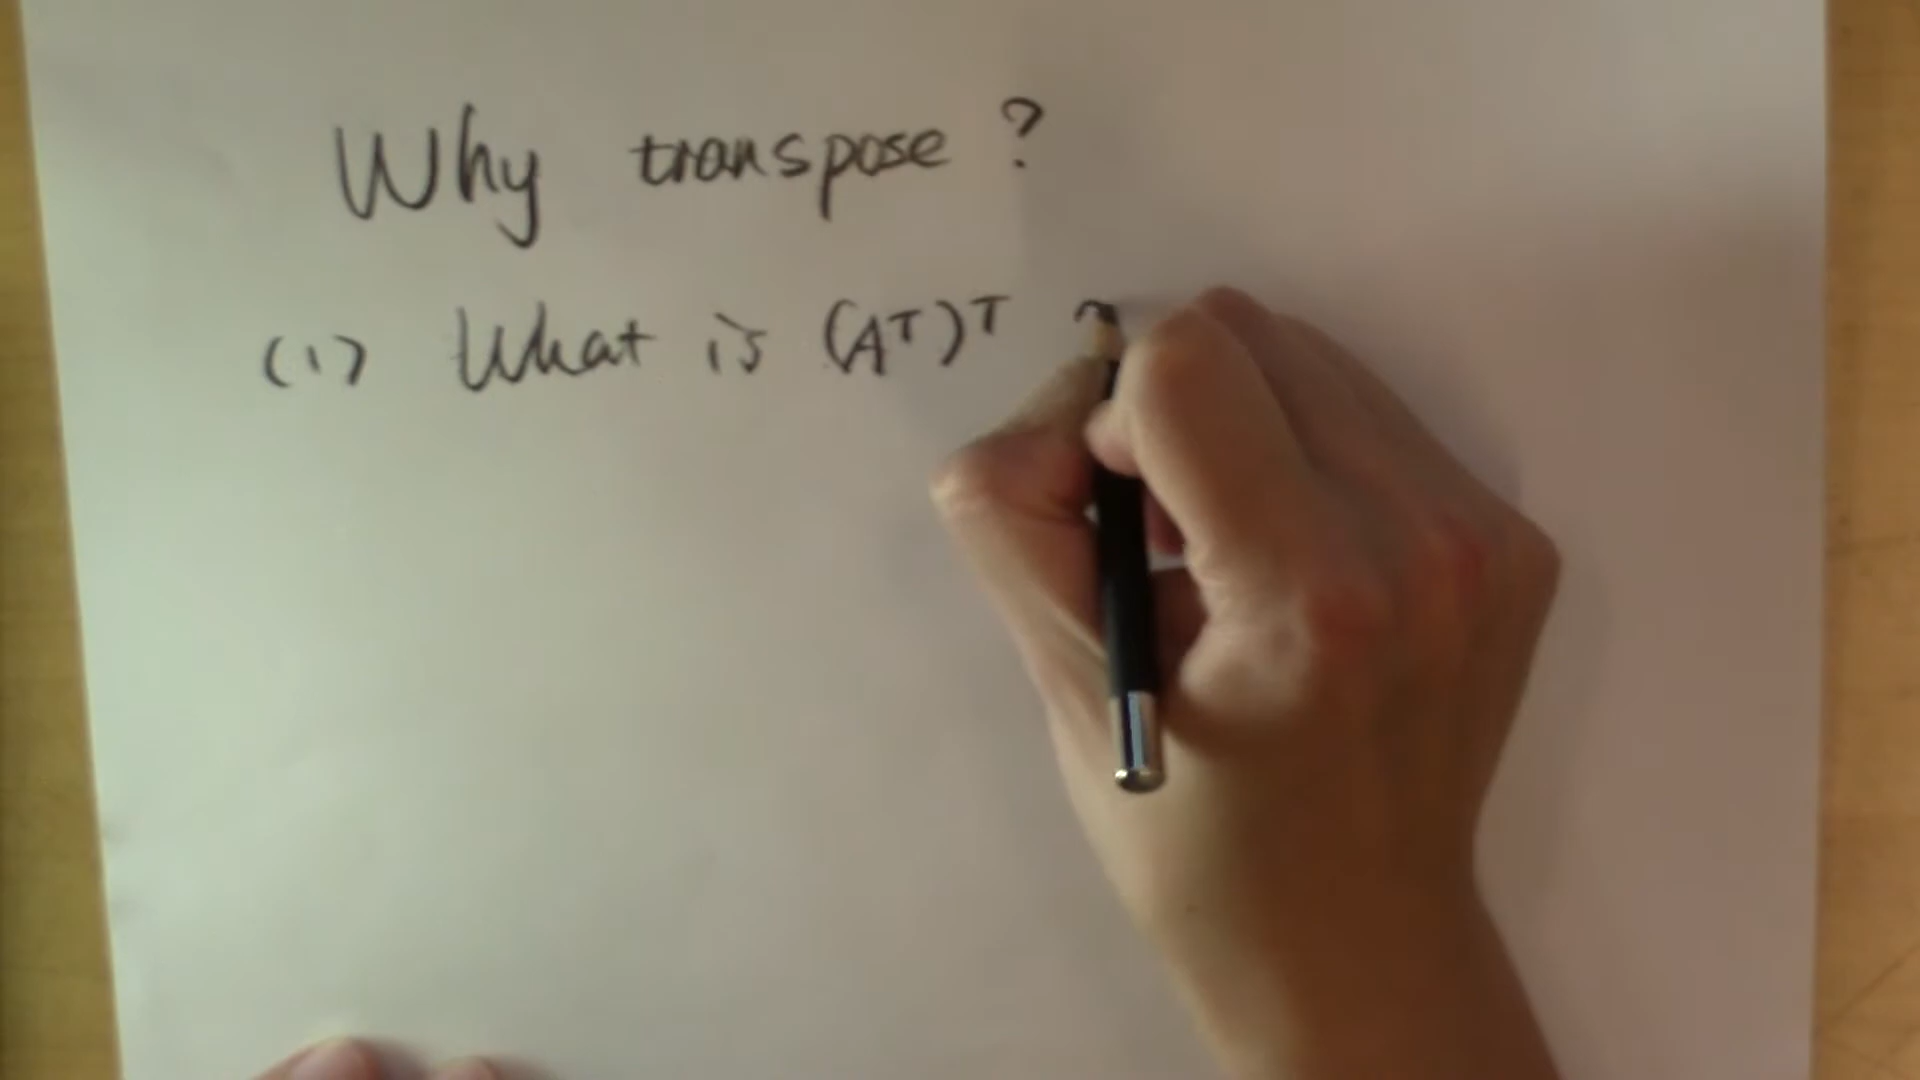 Why transpose ?
(1) What is (Aᵀ)ᵀ